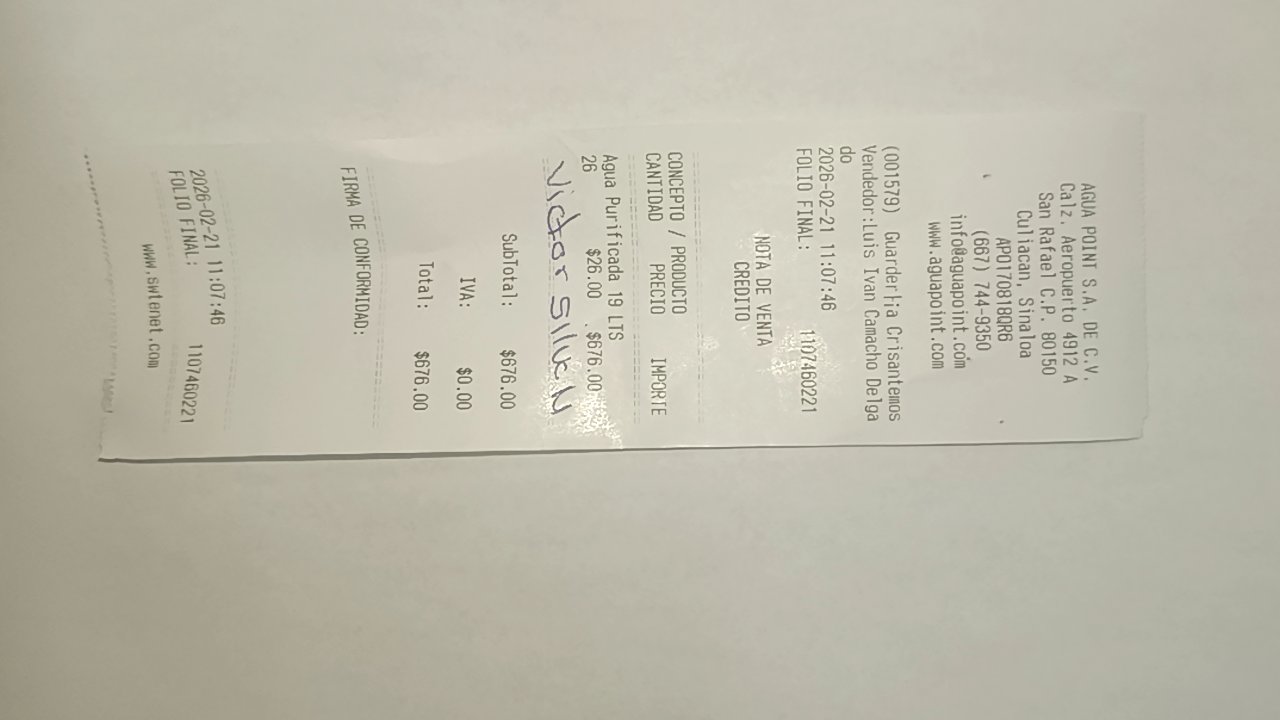 AGUA POINT S.A. DE C.V.
Calz. Aeropuerto 4912 A
San Rafael C.P. 80150
Culiacan, Sinaloa
APO170818QR6
(667) 744-9350
info@aguapoint.com
www.aguapoint.com
(001579) Guarderia Crisantemos
Vendedor:Luis Ivan Camacho Delga
do
2026-02-21 11:07:46
FOLIO FINAL: 1107460221
NOTA DE VENTA
CREDITO
CONCEPTO / PRODUCTO
CANTIDAD PRECIO IMPORTE
Agua Purificada 19 LTS
26 $26.00 $676.00
Victor Silva N
SubTotal: $676.00
IVA: $0.00
Total: $676.00
FIRMA DE CONFORMIDAD:
2026-02-21 11:07:46
FOLIO FINAL: 1107460221
www.swtenet.com